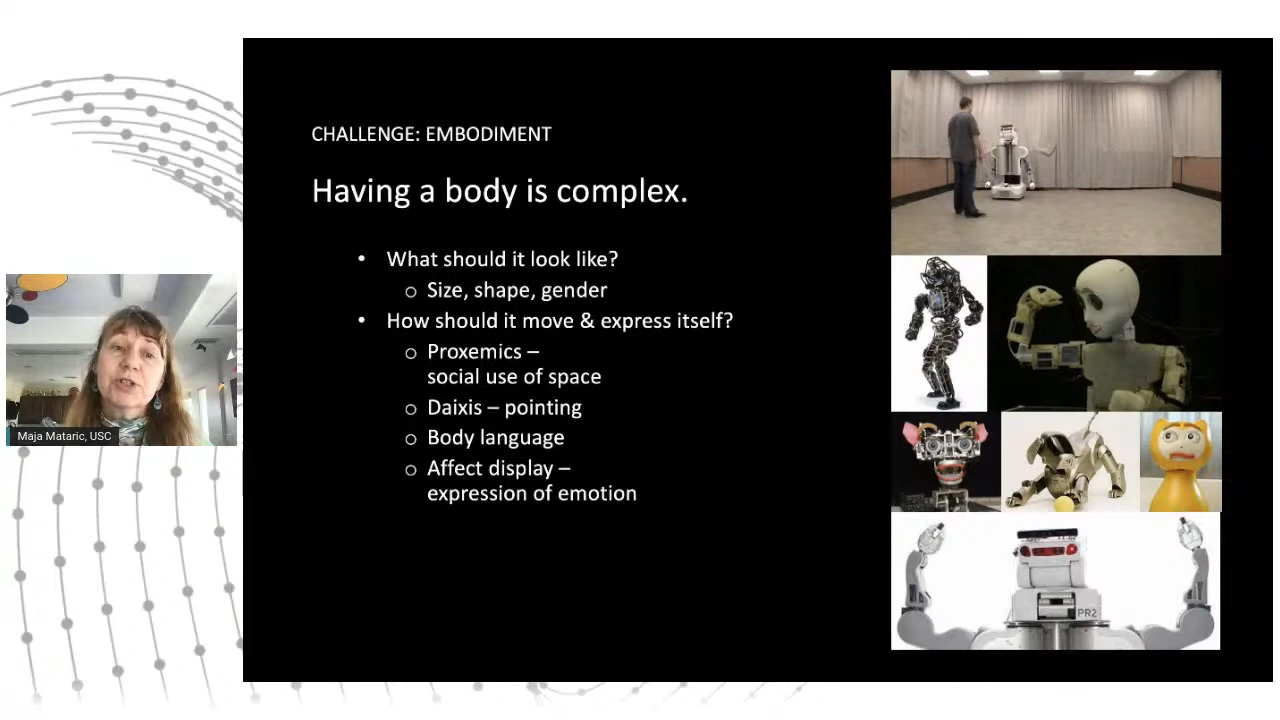 CHALLENGE: EMBODIMENT
Having a body is complex.
• What should it look like?
o Size, shape, gender
• How should it move & express itself?
o Proxemics –
social use of space
o Daixis – pointing
o Body language
o Affect display –
expression of emotion
Maja Mataric, USC
PR2